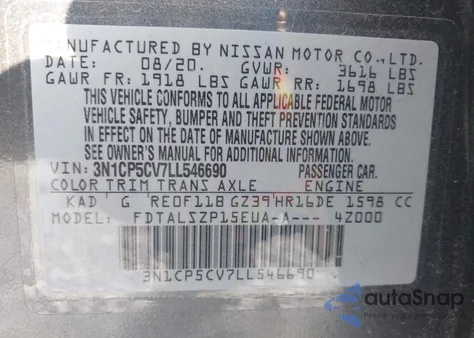 MANUFACTURED BY NISSAN MOTOR CO.,LTD.
DATE: 08/20. GVWR: 3616 LBS
GAWR FR: 1918 LBS GAWR RR: 1698 LBS
THIS VEHICLE CONFORMS TO ALL APPLICABLE FEDERAL MOTOR
VEHICLE SAFETY, BUMPER AND THEFT PREVENTION STANDARDS
IN EFFECT ON THE DATE OF MANUFACTURE SHOWN ABOVE.
SEE OWNER'S MANUAL FOR ADDITIONAL INFORMATION.
VIN: 3N1CP5CV7LL546690 PASSENGER CAR.
COLOR TRIM TRANS AXLE ENGINE
KAD G RE0F11B GZ39 HR16DE 1598 CC
MODEL: FDTALSZP15EUA-A--- 4Z000
3N1CP5CV7LL546690
autaSnap